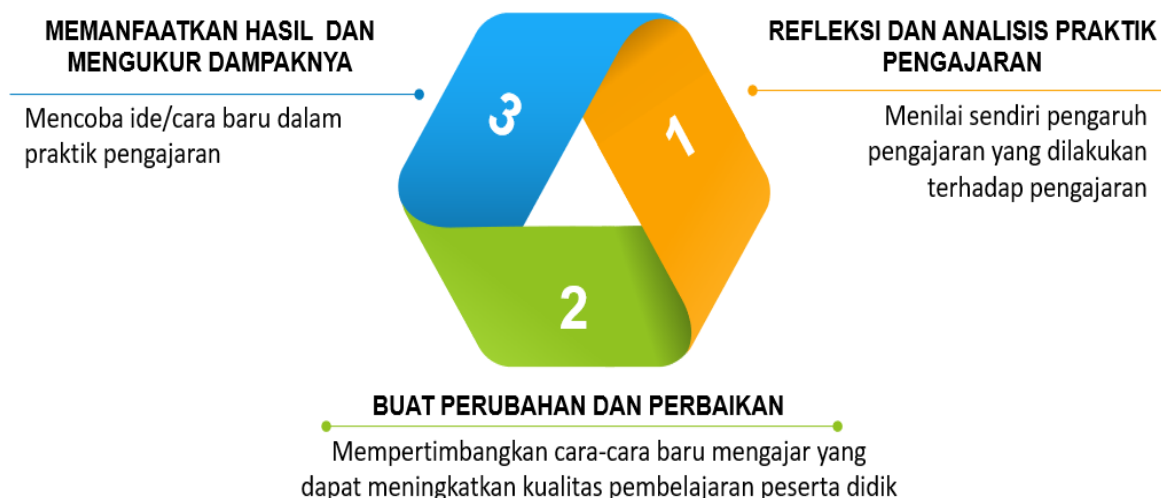 MEMANFAATKAN HASIL DAN
MENGUKUR DAMPAKNYA
Mencoba ide/cara baru dalam
praktik pengajaran
3
REFLEKSI DAN ANALISIS PRAKTIK
PENGAJARAN
Menilai sendiri pengaruh
pengajaran yang dilakukan
terhadap pengajaran
1
2
BUAT PERUBAHAN DAN PERBAIKAN
Mempertimbangkan cara-cara baru mengajar yang
dapat meningkatkan kualitas pembelajaran peserta didik